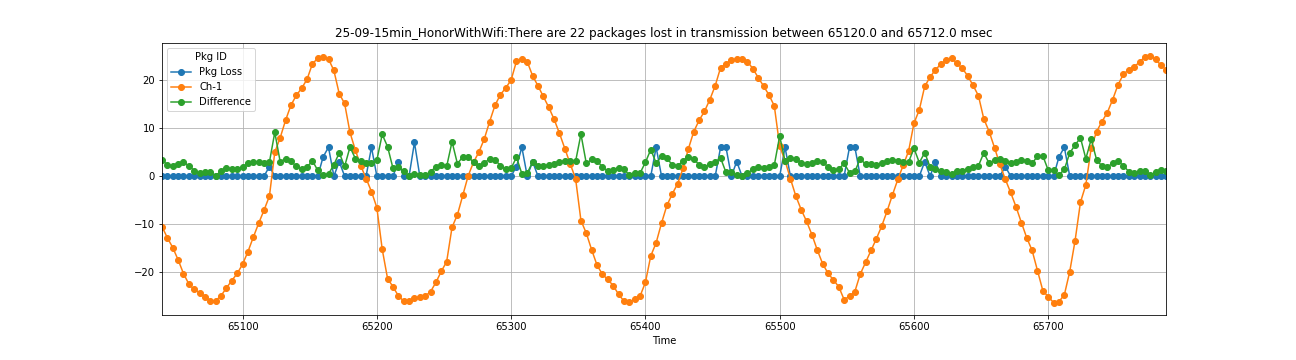 25-09-15min_HonorWithWifi:There are 22 packages lost in transmission between 65120.0 and 65712.0 msec
Pkg ID
Pkg Loss
Ch-1
Difference
20
10
0
−10
−20
65100 65200 65300 65400 65500 65600 65700
Time